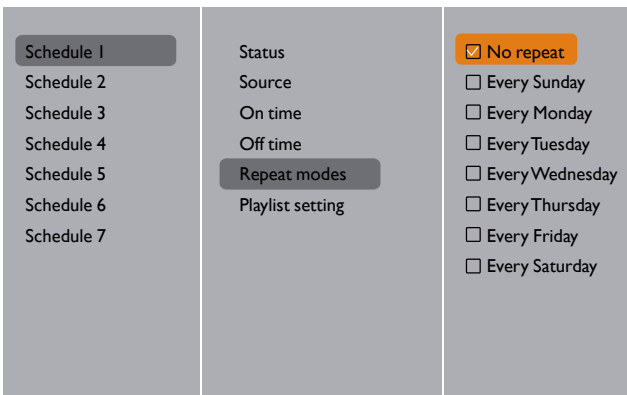 Schedule 1
Schedule 2
Schedule 3
Schedule 4
Schedule 5
Schedule 6
Schedule 7
Status
Source
On time
Off time
Repeat modes
Playlist setting
No repeat
Every Sunday
Every Monday
Every Tuesday
Every Wednesday
Every Thursday
Every Friday
Every Saturday